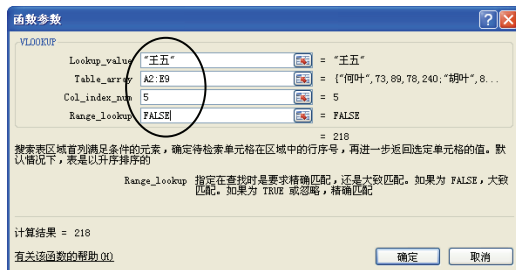 函数参数
VLOOKUP
Lookup_value "王五" = "王五"
Table_array A2:E9 = {"何叶",73,89,78,240;"胡叶",8...
Col_index_num 5 = 5
Range_lookup FALSE = FALSE
= 218
搜索表区域首列满足条件的元素，确定待检索单元格在区域中的行序号，再进一步返回选定单元格的值。默
认情况下，表是以升序排序的
Range_lookup 指定在查找时是要求精确匹配，还是大致匹配。如果为 FALSE，大致
匹配。如果为 TRUE 或忽略，精确匹配
计算结果 = 218
有关该函数的帮助(H)
确定 取消